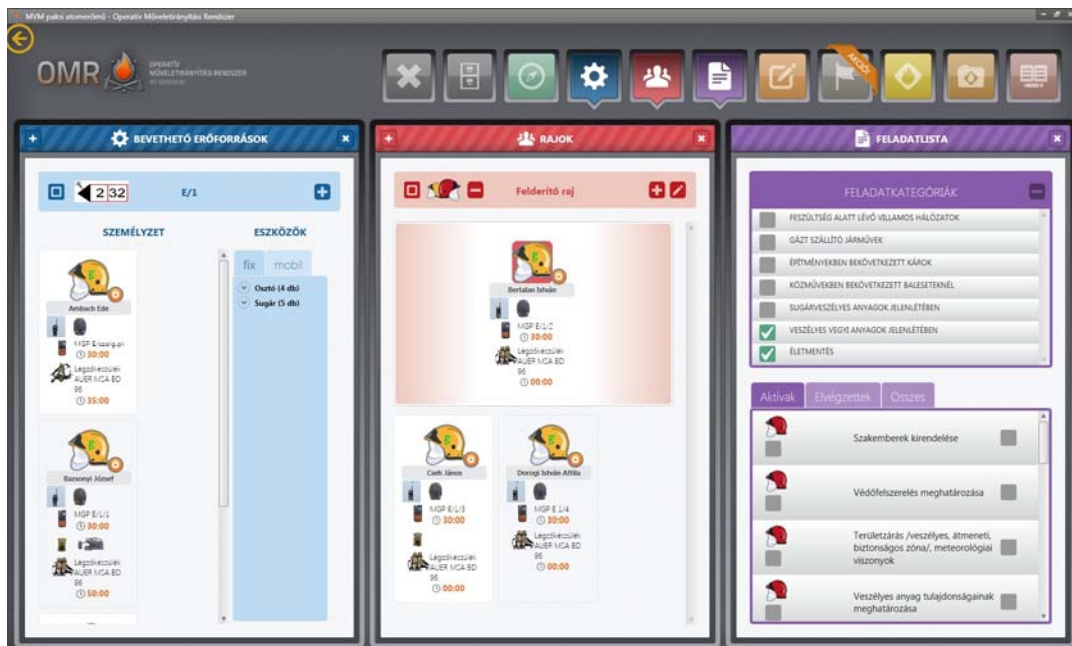 MVM paksi atomerőmű - Operatív Műveletirányítási Rendszer
OMR
OPERATÍV
MŰVELETIRÁNYÍTÁSI RENDSZER
AKCIÓ!
BEVETHETŐ ERŐFORRÁSOK
2 32
E/1
SZEMÉLYZET
ESZKÖZÖK
fix
mobil
Osztó (4 db)
Sugár (5 db)
Ambach Ede
30:00
Légzőkészülék
AUER MSA BD
96
35:00
Bazsonyi József
MGP E/1/1
30:00
Légzőkészülék
AUER MSA BD
96
50:00
RAJOK
Felderítő raj
Bertalan István
MGP E/1/2
30:00
Légzőkészülék
AUER MSA BD
96
00:00
Cseh János
MGP E/1/3
30:00
Légzőkészülék
AUER MSA BD
96
00:00
Dorogi István Attila
MGP E 1/4
30:00
Légzőkészülék
AUER MSA BD
96
00:00
FELADATLISTA
FELADATKATEGÓRIÁK
FESZÜLTSÉG ALATT LÉVŐ VILLAMOS HÁLÓZATOK
GÁZT SZÁLLÍTÓ JÁRMŰVEK
ÉPÍTMÉNYEKBEN BEKÖVETKEZETT KÁROK
KÖZMŰVEKBEN BEKÖVETKEZETT BALESETEKNÉL
SUGÁRVESZÉLYES ANYAGOK JELENLÉTÉBEN
VESZÉLYES VEGYI ANYAGOK JELENLÉTÉBEN
ÉLETMENTÉS
Aktívak
Elvégzettek
Összes
Szakemberek kirendelése
Védőfelszerelés meghatározása
Területzárás /veszélyes, átmeneti,
biztonságos zóna/, meteorológiai
viszonyok
Veszélyes anyag tulajdonságainak
meghatározása